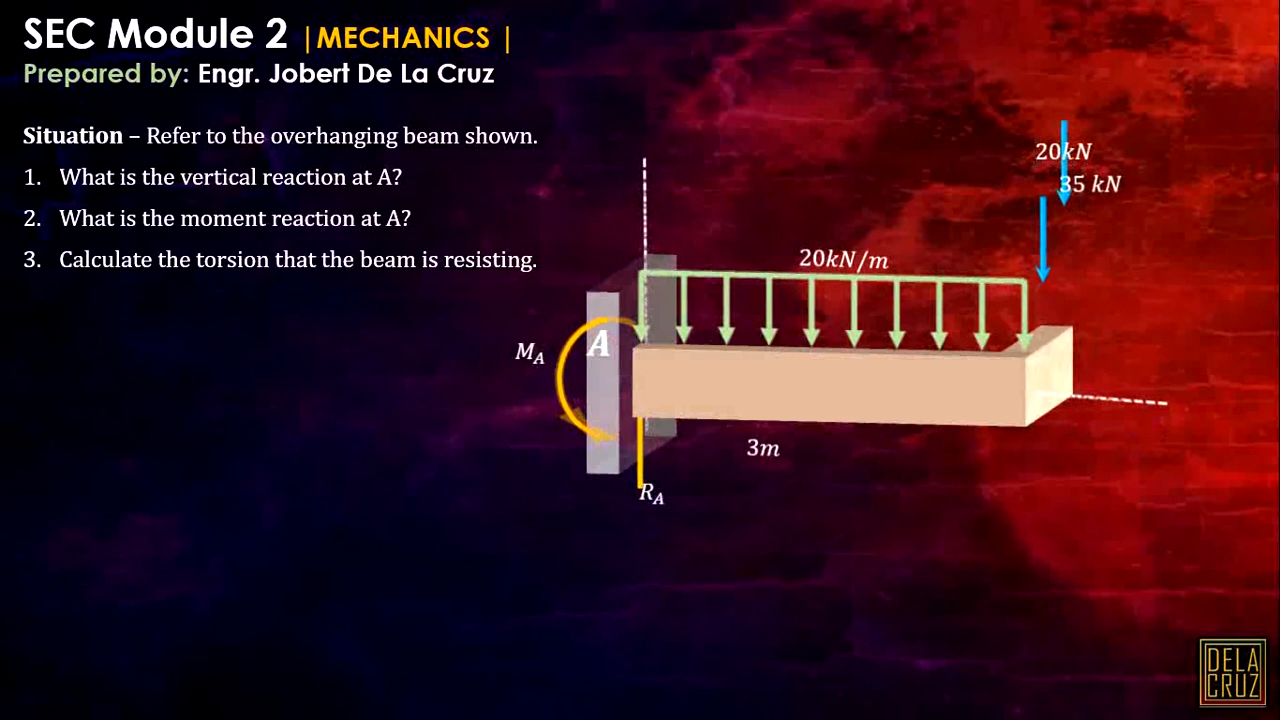 SEC Module 2 |MECHANICS |
Prepared by: Engr. Jobert De La Cruz
Situation – Refer to the overhanging beam shown.
1. What is the vertical reaction at A?
2. What is the moment reaction at A?
3. Calculate the torsion that the beam is resisting.
20kN
35 kN
20kN/m
A
M_A
3m
R_A
DELA
CRUZ